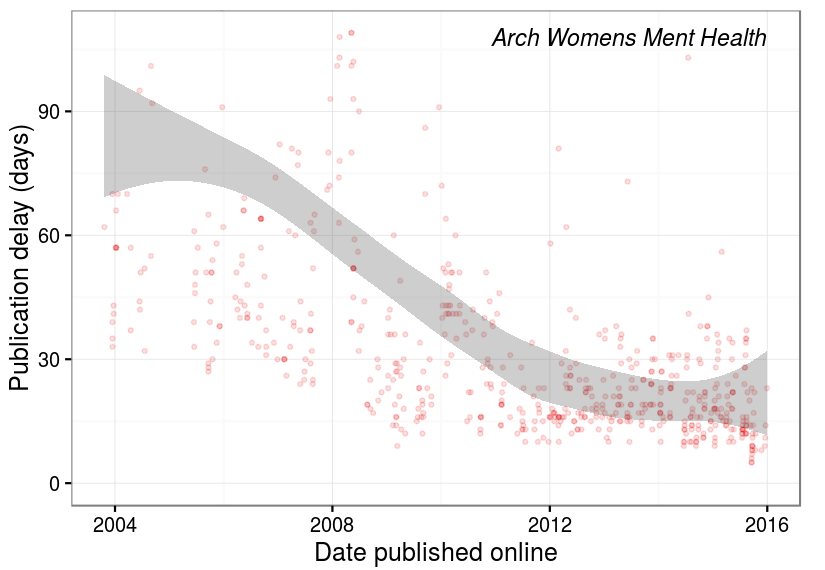 Arch Womens Ment Health
Publication delay (days)
90
60
30
0
2004 2008 2012 2016
Date published online